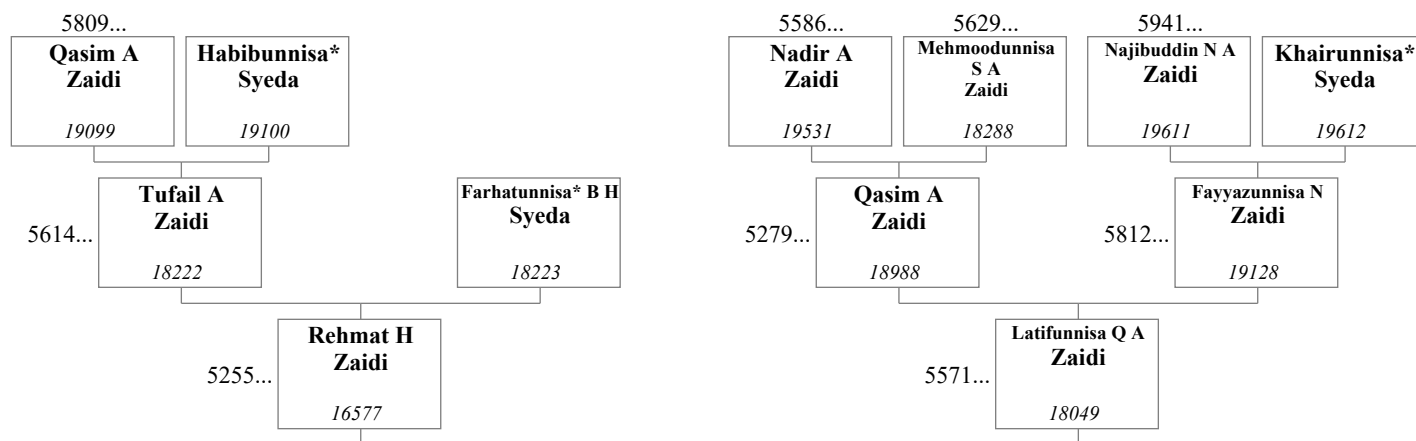 5809...
5586...
5629...
5941...
Qasim A
Zaidi
19099
Habibunnisa*
Syeda
19100
Nadir A
Zaidi
19531
Mehmoodunnisa
S A
Zaidi
18288
Najibuddin N A
Zaidi
19611
Khairunnisa*
Syeda
19612
5614...
Tufail A
Zaidi
18222
Farhatunnisa* B H
Syeda
18223
5279...
Qasim A
Zaidi
18988
5812...
Fayyazunnisa N
Zaidi
19128
5255...
Rehmat H
Zaidi
16577
5571...
Latifunnisa Q A
Zaidi
18049